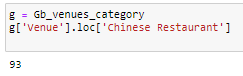 g = Gb_venues_category
g['Venue'].loc['Chinese Restaurant']
93